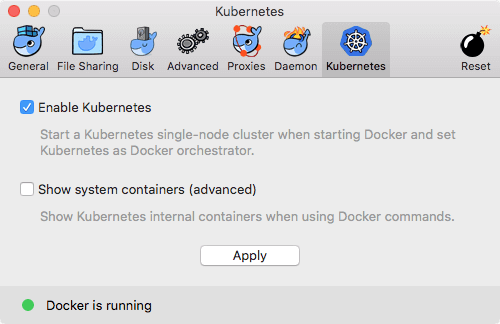 Kubernetes
General File Sharing Disk Advanced Proxies Daemon Kubernetes Reset
Enable Kubernetes
Start a Kubernetes single-node cluster when starting Docker and set
Kubernetes as Docker orchestrator.
Show system containers (advanced)
Show Kubernetes internal containers when using Docker commands.
Apply
Docker is running